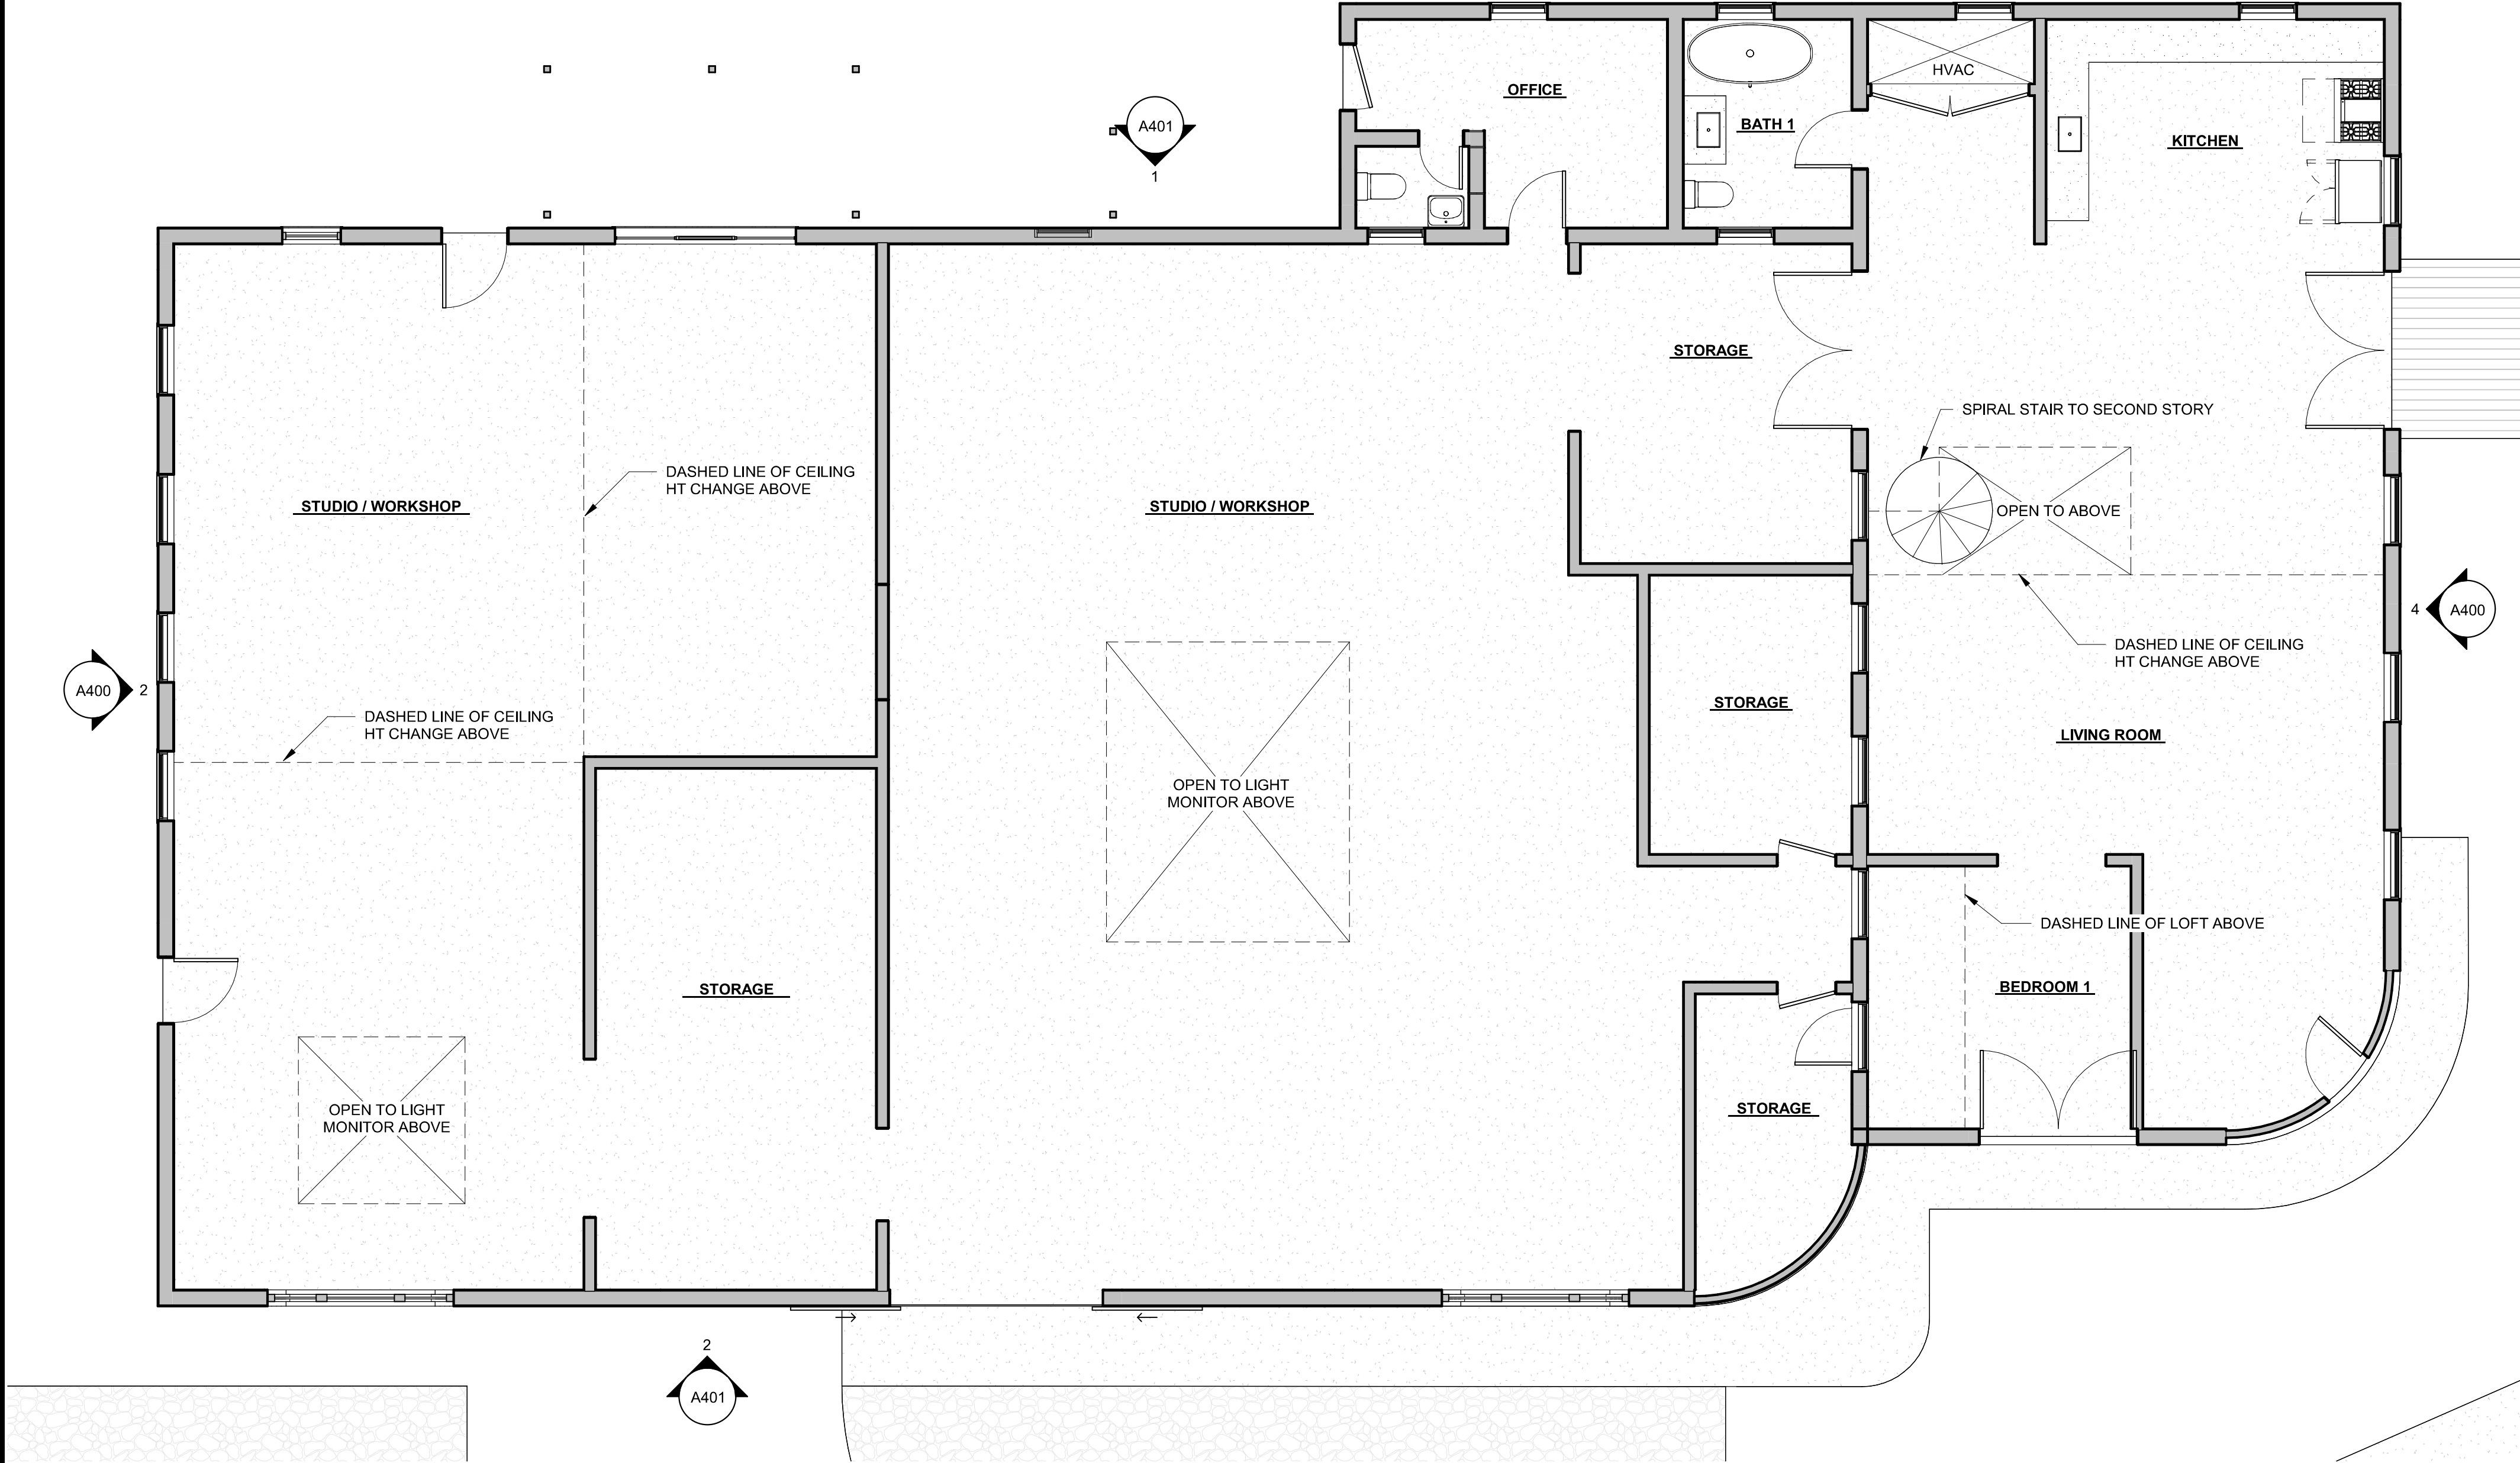 HVAC
OFFICE
A401
1
BATH 1
KITCHEN
STORAGE
SPIRAL STAIR TO SECOND STORY
DASHED LINE OF CEILING
HT CHANGE ABOVE
STUDIO / WORKSHOP
STUDIO / WORKSHOP
OPEN TO ABOVE
4
A400
DASHED LINE OF CEILING
HT CHANGE ABOVE
A400
2
STORAGE
DASHED LINE OF CEILING
HT CHANGE ABOVE
LIVING ROOM
OPEN TO LIGHT
MONITOR ABOVE
DASHED LINE OF LOFT ABOVE
STORAGE
BEDROOM 1
OPEN TO LIGHT
MONITOR ABOVE
STORAGE
2
A401